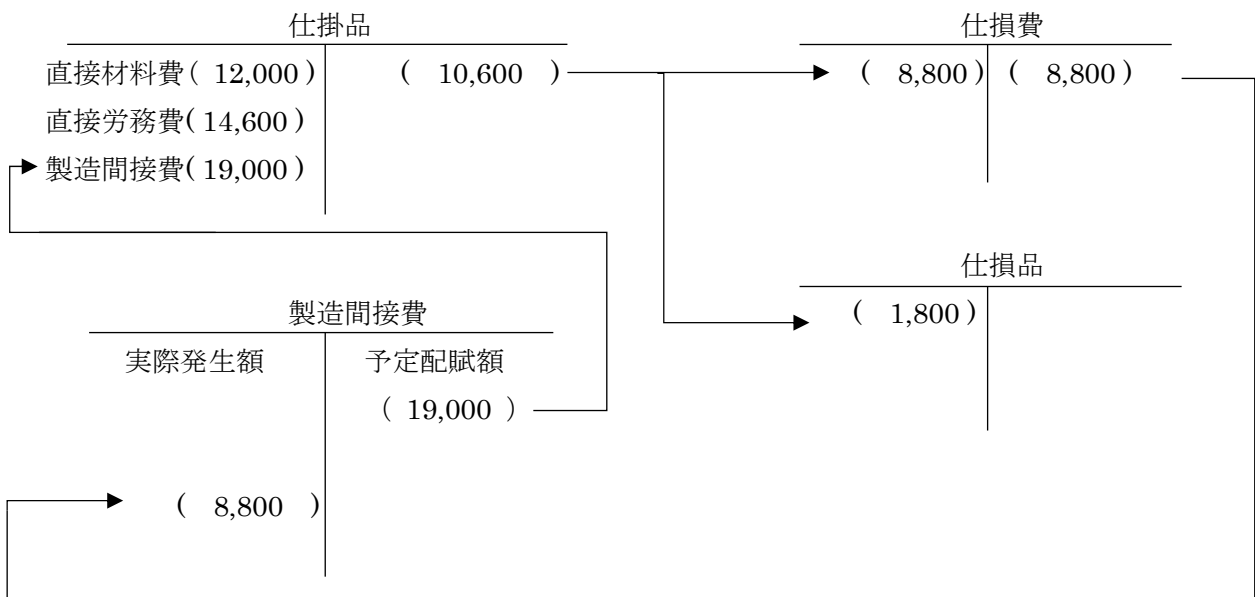 仕掛品
直接材料費( 12,000) ( 10,600 )
直接労務費(14,600)
製造間接費( 19,000)
仕損費
( 8,800) ( 8,800)
仕損品
( 1,800)
製造間接費
実際発生額 予定配賦額
( 19,000 )
( 8,800 )